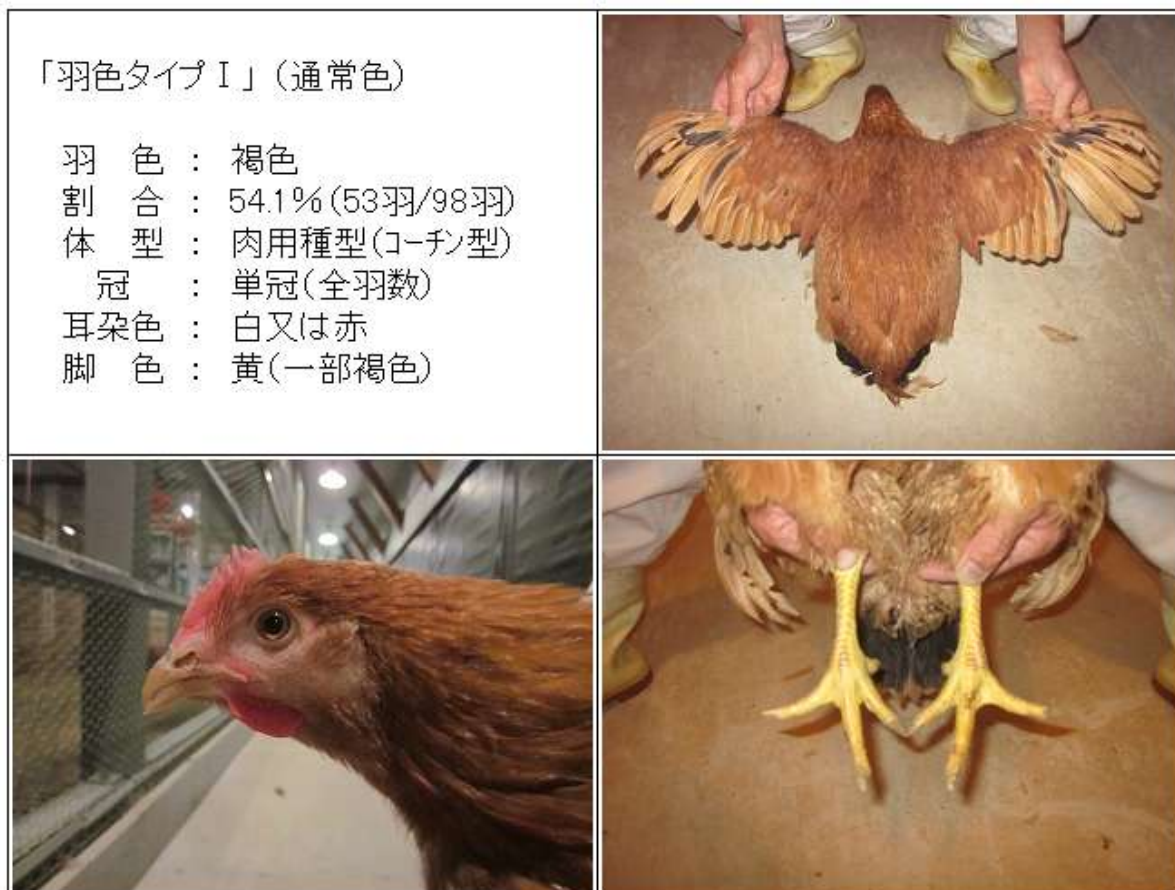 「羽色タイプⅠ」(通常色)
羽 色 : 褐色
割 合 : 54.1%(53羽/98羽)
体 型 : 肉用種型(コーチン型)
冠 : 単冠(全羽数)
耳朶色 : 白又は赤
脚 色 : 黄(一部褐色)